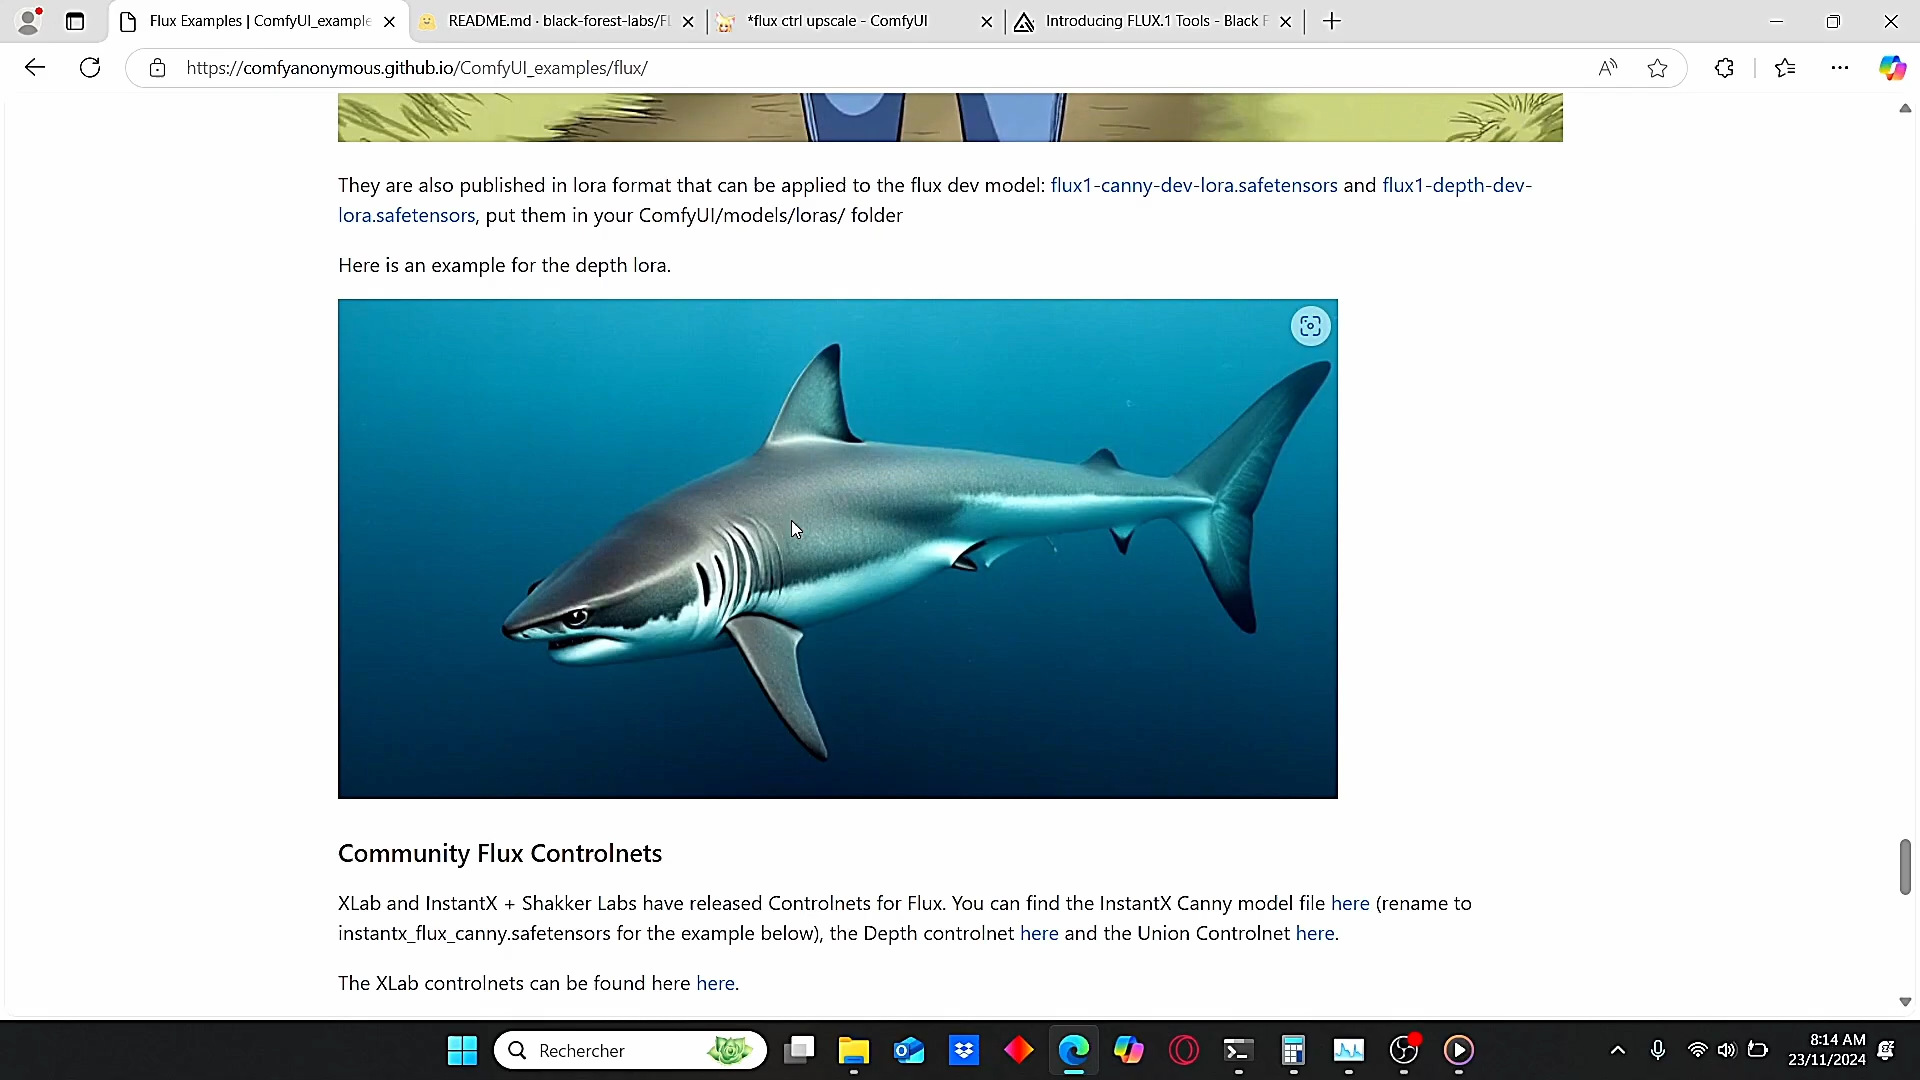 Flux Examples | ComfyUI_example
README.md · black-forest-labs/FL
*flux ctrl upscale - ComfyUI
Introducing FLUX.1 Tools - Black F
https://comfyanonymous.github.io/ComfyUI_examples/flux/
They are also published in lora format that can be applied to the flux dev model: flux1-canny-dev-lora.safetensors and flux1-depth-dev-
lora.safetensors, put them in your ComfyUI/models/loras/ folder
Here is an example for the depth lora.
Community Flux Controlnets
XLab and InstantX + Shakker Labs have released Controlnets for Flux. You can find the InstantX Canny model file here (rename to
instantx_flux_canny.safetensors for the example below), the Depth controlnet here and the Union Controlnet here.
The XLab controlnets can be found here here.
Rechercher
8:14 AM
23/11/2024